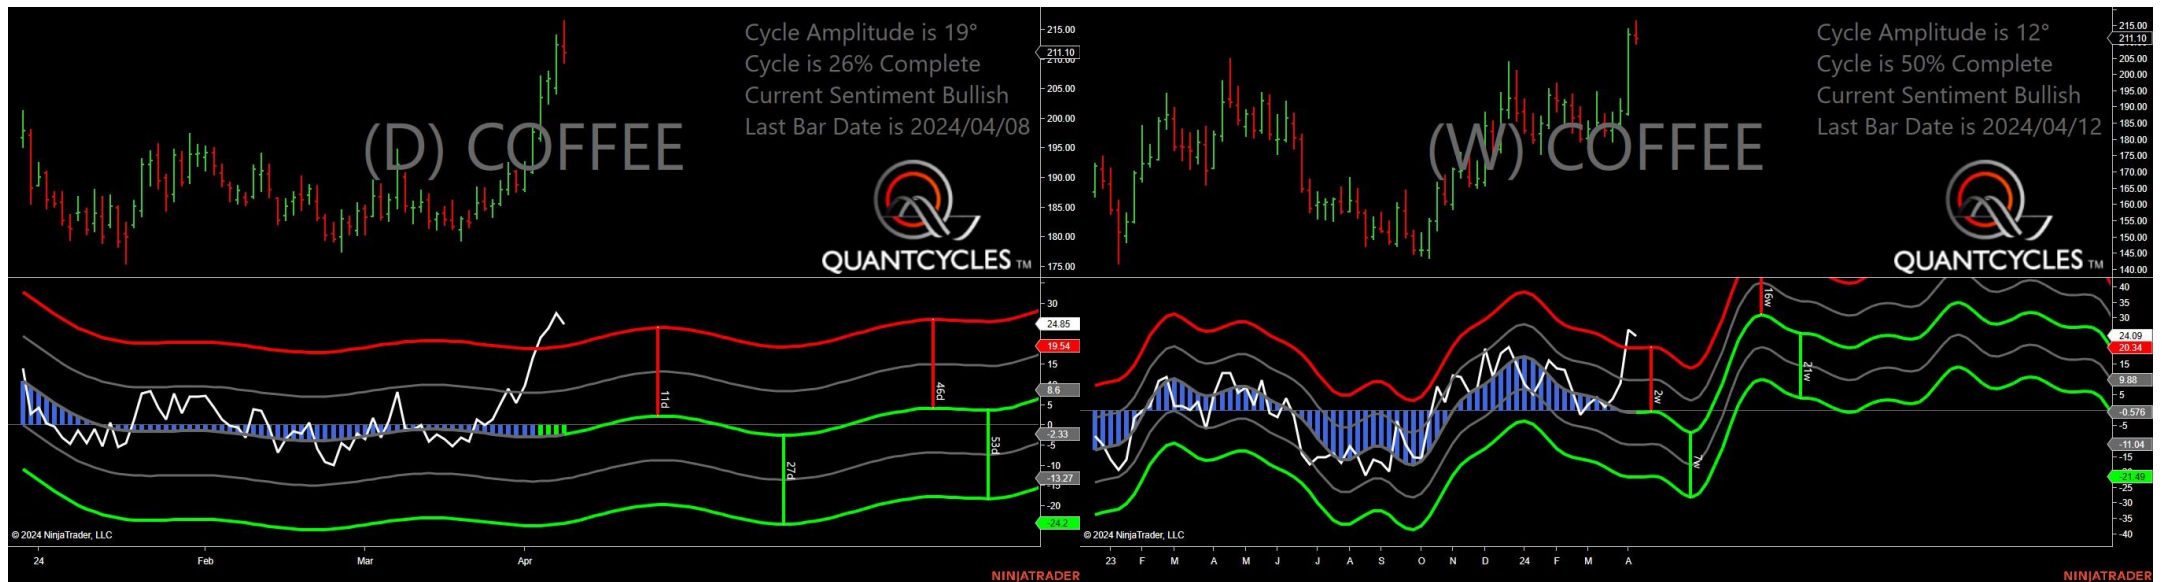 Cycle Amplitude is 19°
Cycle is 26% Complete
Current Sentiment Bullish
Last Bar Date is 2024/04/08
(D) COFFEE
QUANTCYCLES TM
215.00
211.10
210.00
205.00
200.00
195.00
190.00
185.00
180.00
175.00
30
24.85
19.54
15
8.6
5
0
-2.33
-5
-10
-13.27
-15
-20
-24.2
11d
27d
46d
53d
© 2024 NinjaTrader, LLC
24
Feb
Mar
Apr
NINJATRADER
Cycle Amplitude is 12°
Cycle is 50% Complete
Current Sentiment Bullish
Last Bar Date is 2024/04/12
(W) COFFEE
QUANTCYCLES TM
215.00
211.10
205.00
200.00
195.00
190.00
185.00
180.00
175.00
170.00
165.00
160.00
155.00
150.00
145.00
140.00
40
35
30
24.09
20.34
15
9.88
5
-0.576
-5
-11.04
-15
-21.49
-25
-30
-35
-40
2w
7w
16w
21w
© 2024 NinjaTrader, LLC
23
F
M
A
M
J
J
A
S
O
N
D
24
F
M
A
NINJATRADER